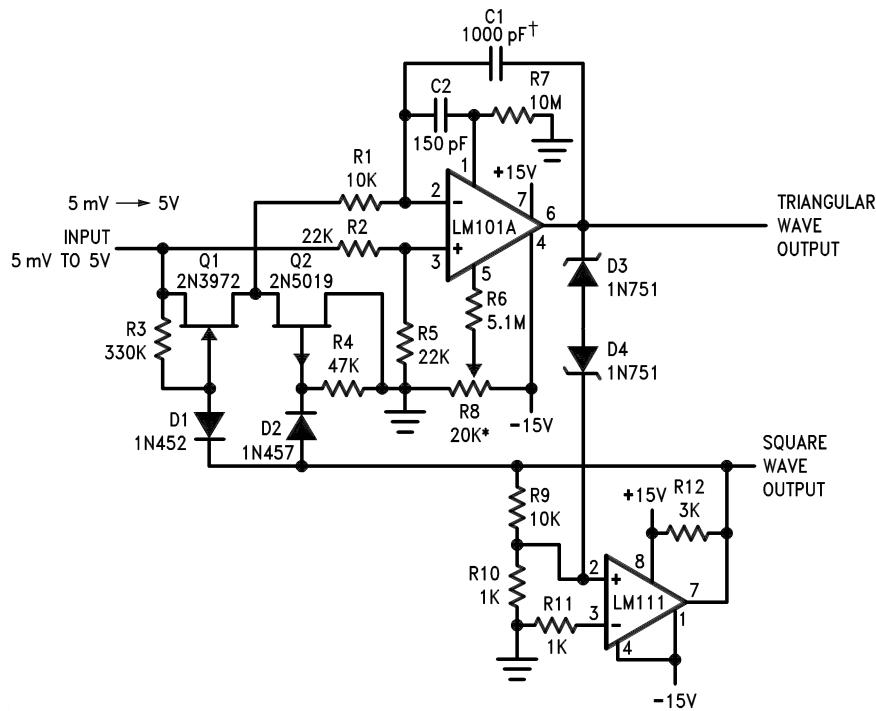 C1
1000 pF†
C2
150 pF
R7
10M
1
R1
10K
+15V
7
5 mV → 5V
2
−
LM101A
6
TRIANGULAR
WAVE
OUTPUT
INPUT
5 mV TO 5V
22K
R2
+
3
4
5
Q1
2N3972
Q2
2N5019
D3
1N751
R6
5.1M
R3
330K
R4
47K
R5
22K
D4
1N751
R8
20K*
-15V
D1
1N452
D2
1N457
SQUARE
WAVE
OUTPUT
R9
10K
+15V
R12
3K
R10
1K
2
+
8
LM111
7
R11
1K
3
−
1
4
-15V